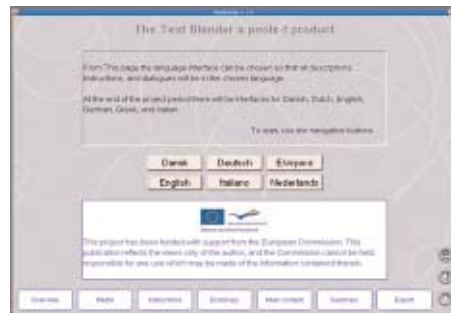 The Text Blender a pools-t product
From This page the language interface can be chosen so that all descriptions
instructions, and dialogues will be in the chosen language.
At the end of the project period there will be interfaces for Danish, Dutch, English,
German, Greek, and Italian.
To start, use the navigation buttons
Dansk Deutsch
English Italiano Nederlands
This project has been funded with support from the European Commission. This
publication reflects the views only of the author, and the Commission cannot be held
responsible for any use which may be made of the information contained therein.
Overview Media Instructions Glossary Main content Summary Export